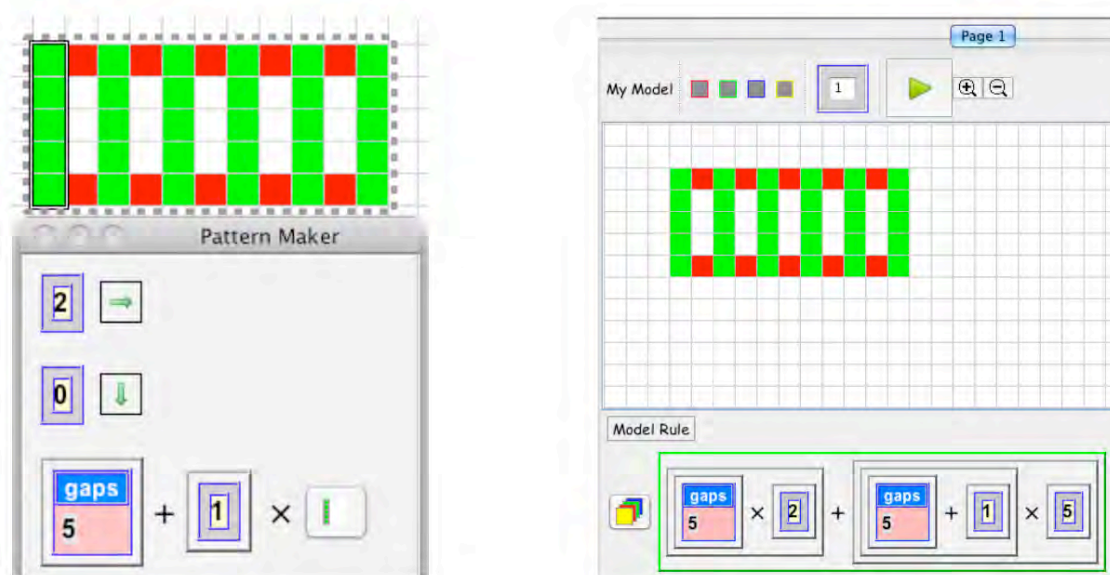 Pattern Maker
2
0
gaps
5 + 1 ×
Page 1
My Model 1
Model Rule
gaps gaps
5 × 2 + 5 + 1 × 5